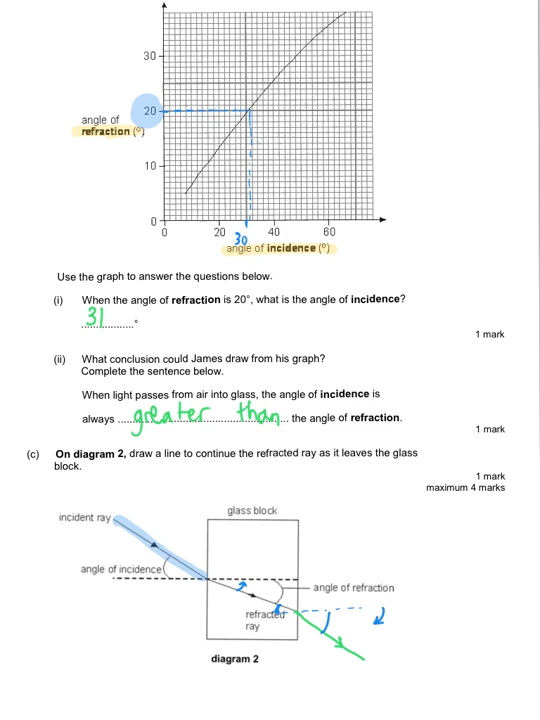 30
20
angle of
refraction (°)
10
0
0 20 40 60
30
angle of incidence (°)
Use the graph to answer the questions below.
(i) When the angle of refraction is 20°, what is the angle of incidence?
31 ................°
1 mark
(ii) What conclusion could James draw from his graph?
Complete the sentence below.
When light passes from air into glass, the angle of incidence is
always ..... greater than ..... the angle of refraction.
1 mark
(c) On diagram 2, draw a line to continue the refracted ray as it leaves the glass
block.
1 mark
maximum 4 marks
glass block
incident ray
angle of incidence
angle of refraction
refracted
ray
diagram 2